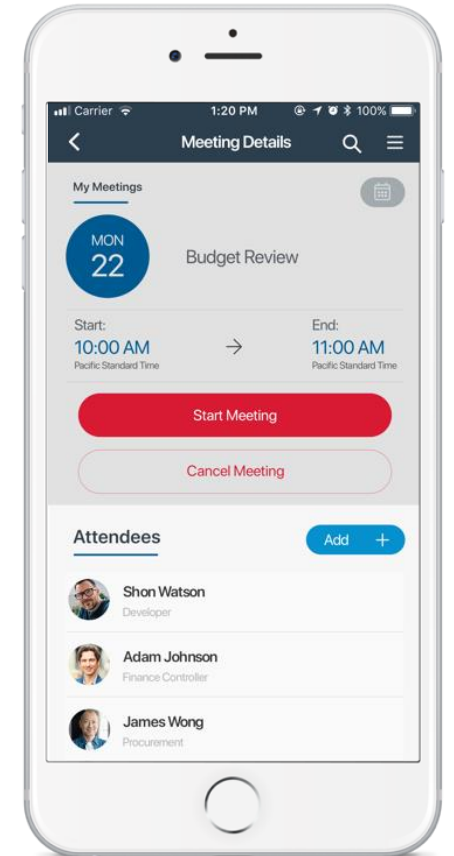 Carrier 1:20 PM 100%
Meeting Details
My Meetings
MON
22
Budget Review
Start: End:
10:00 AM 11:00 AM
Pacific Standard Time Pacific Standard Time
Start Meeting
Cancel Meeting
Attendees Add +
Shon Watson
Developer
Adam Johnson
Finance Controller
James Wong
Procurement